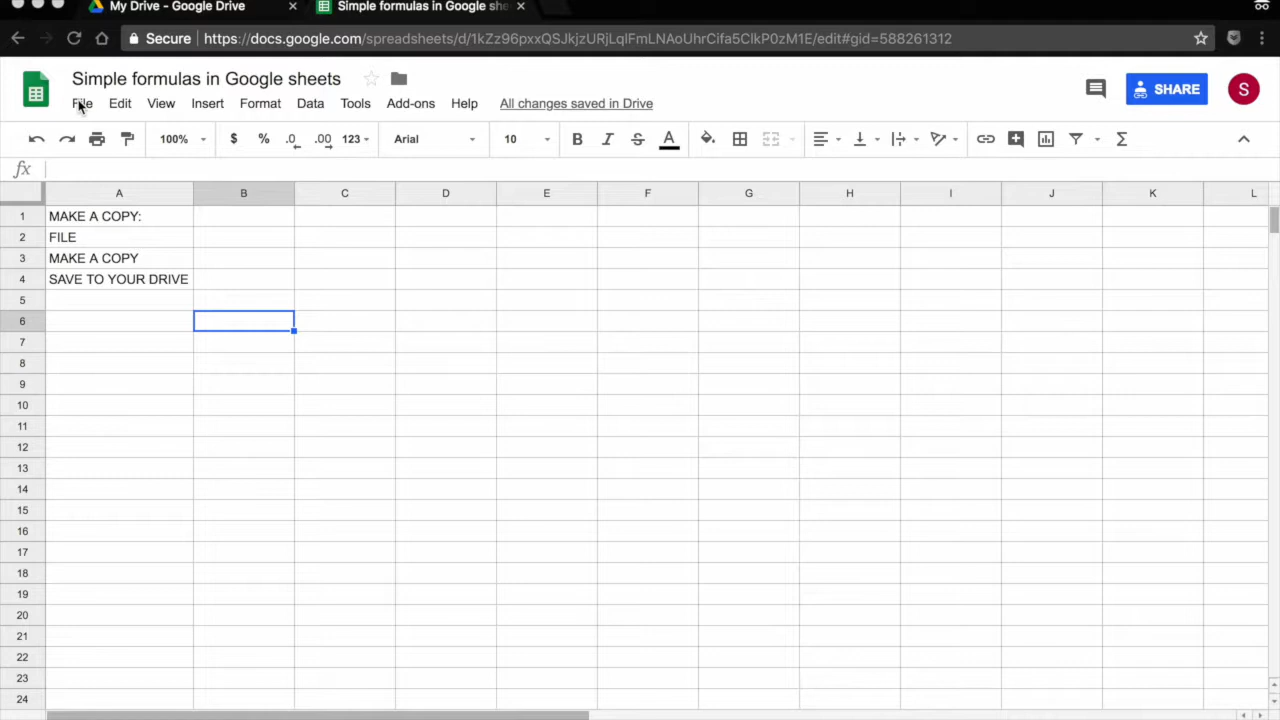 My Drive - Google Drive
Simple formulas in Google she
Secure https://docs.google.com/spreadsheets/d/1kZz96pxxQSJkjzURjLqlFmLNAoUhrCifa5ClkP0zM1E/edit#gid=588261312
Simple formulas in Google sheets
SHARE
S
File Edit View Insert Format Data Tools Add-ons Help All changes saved in Drive
100% $ % .0 .00 123 Arial 10 B I S A Σ
fx
A B C D E F G H I J K L
1 MAKE A COPY:
2 FILE
3 MAKE A COPY
4 SAVE TO YOUR DRIVE
5
6
7
8
9
10
11
12
13
14
15
16
17
18
19
20
21
22
23
24